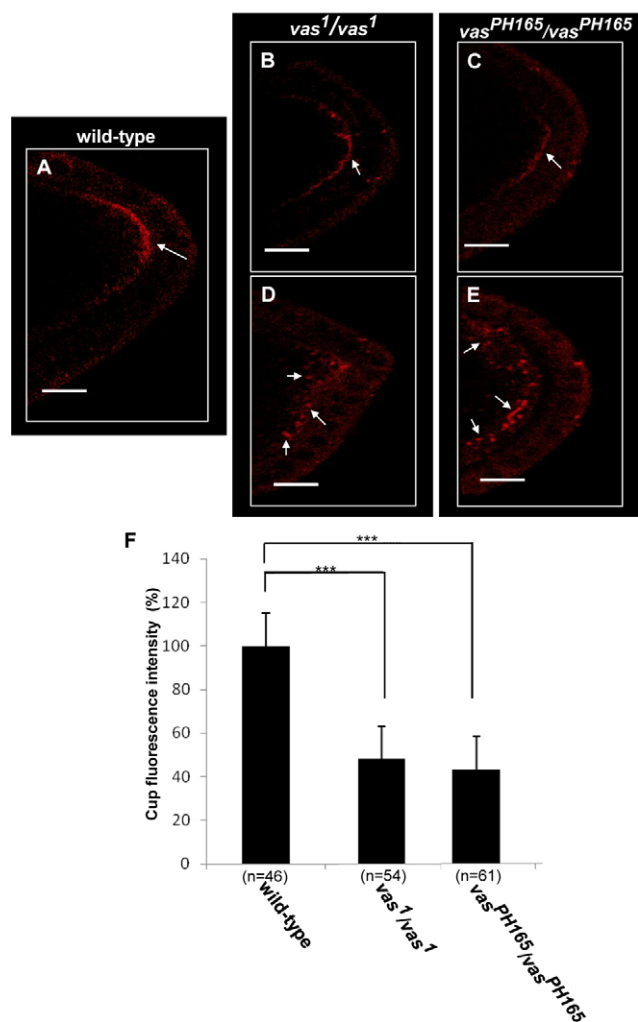 vas1/vas1
vasPH165/vasPH165
wild-type
A
B
C
D
E
F
***
***
Cup fluorescence intensity (%)
140
120
100
80
60
40
20
0
(n=46)
(n=54)
(n=61)
wild-type
vas1/vas1
vasPH165/vasPH165